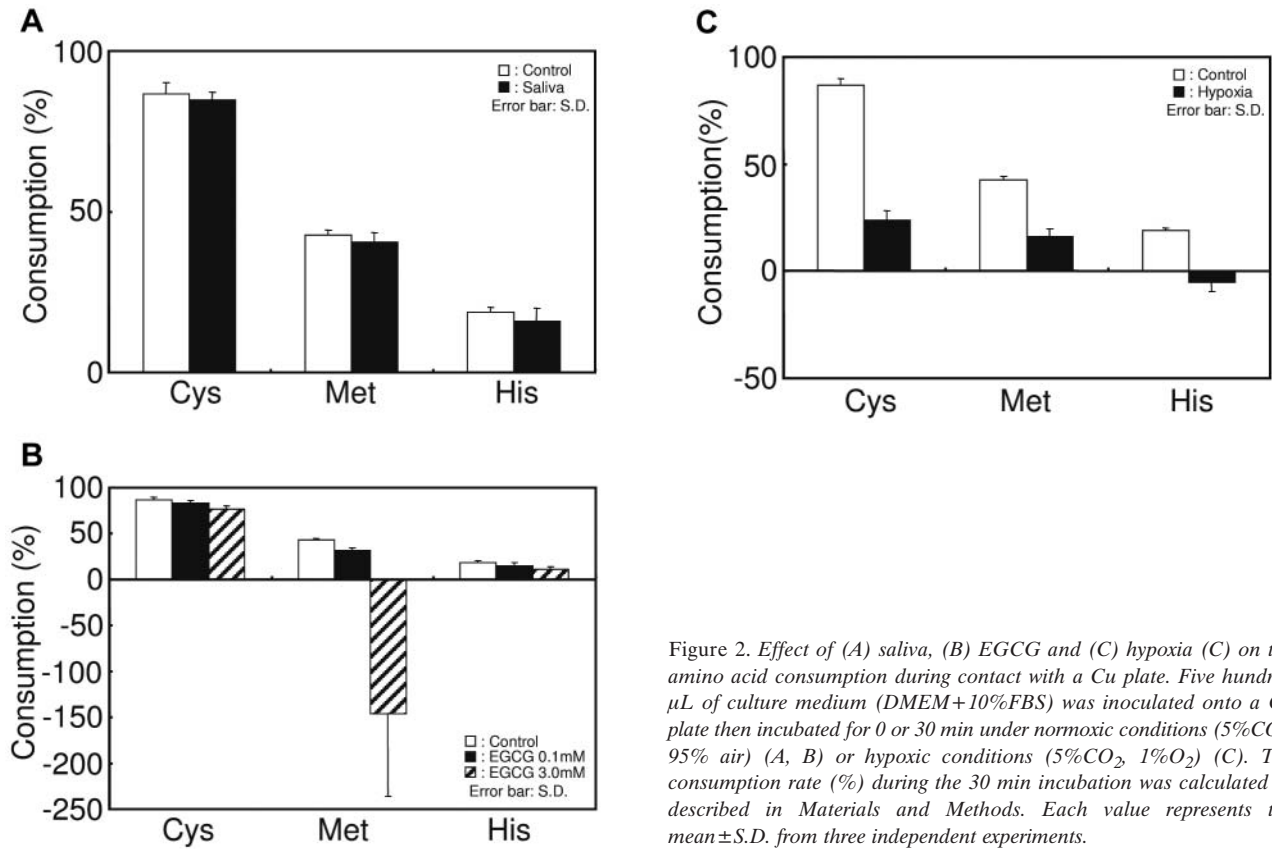 A
100
50
0
Consumption (%)
□ : Control
■ : Saliva
Error bar: S.D.
Cys Met His
C
100
50
0
-50
Consumption(%)
□ : Control
■ : Hypoxia
Error bar: S.D.
Cys Met His
B
100
50
0
-50
-100
-150
-200
-250
Consumption (%)
□ : Control
■ : EGCG 0.1mM
▨ : EGCG 3.0mM
Error bar: S.D.
Cys Met His
Figure 2. Effect of (A) saliva, (B) EGCG and (C) hypoxia (C) on
amino acid consumption during contact with a Cu plate. Five
µL of culture medium (DMEM+10%FBS) was inoculated onto a
plate then incubated for 0 or 30 min under normoxic conditions
95% air) (A, B) or hypoxic conditions (5%CO₂, 1%O₂) (C).
consumption rate (%) during the 30 min incubation was calculated
described in Materials and Methods. Each value represents
mean±S.D. from three independent experiments.